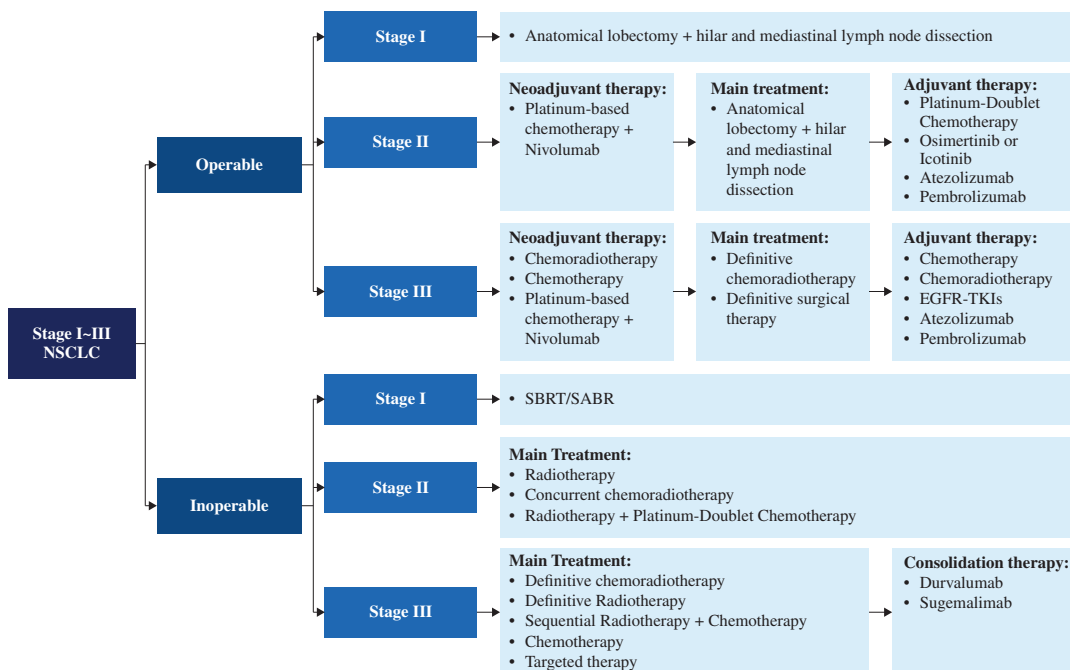 Stage I~III
NSCLC
Operable
Stage I
• Anatomical lobectomy + hilar and mediastinal lymph node dissection
Stage II
Neoadjuvant therapy:
• Platinum-based
chemotherapy +
Nivolumab
Main treatment:
• Anatomical
lobectomy + hilar
and mediastinal
lymph node
dissection
Adjuvant therapy:
• Platinum-Doublet
Chemotherapy
• Osimertinib or
Icotinib
• Atezolizumab
• Pembrolizumab
Stage III
Neoadjuvant therapy:
• Chemoradiotherapy
• Chemotherapy
• Platinum-based
chemotherapy +
Nivolumab
Main treatment:
• Definitive
chemoradiotherapy
• Definitive surgical
therapy
Adjuvant therapy:
• Chemotherapy
• Chemoradiotherapy
• EGFR-TKIs
• Atezolizumab
• Pembrolizumab
Inoperable
Stage I
• SBRT/SABR
Stage II
Main Treatment:
• Radiotherapy
• Concurrent chemoradiotherapy
• Radiotherapy + Platinum-Doublet Chemotherapy
Stage III
Main Treatment:
• Definitive chemoradiotherapy
• Definitive Radiotherapy
• Sequential Radiotherapy + Chemotherapy
• Chemotherapy
• Targeted therapy
Consolidation therapy:
• Durvalumab
• Sugemalimab